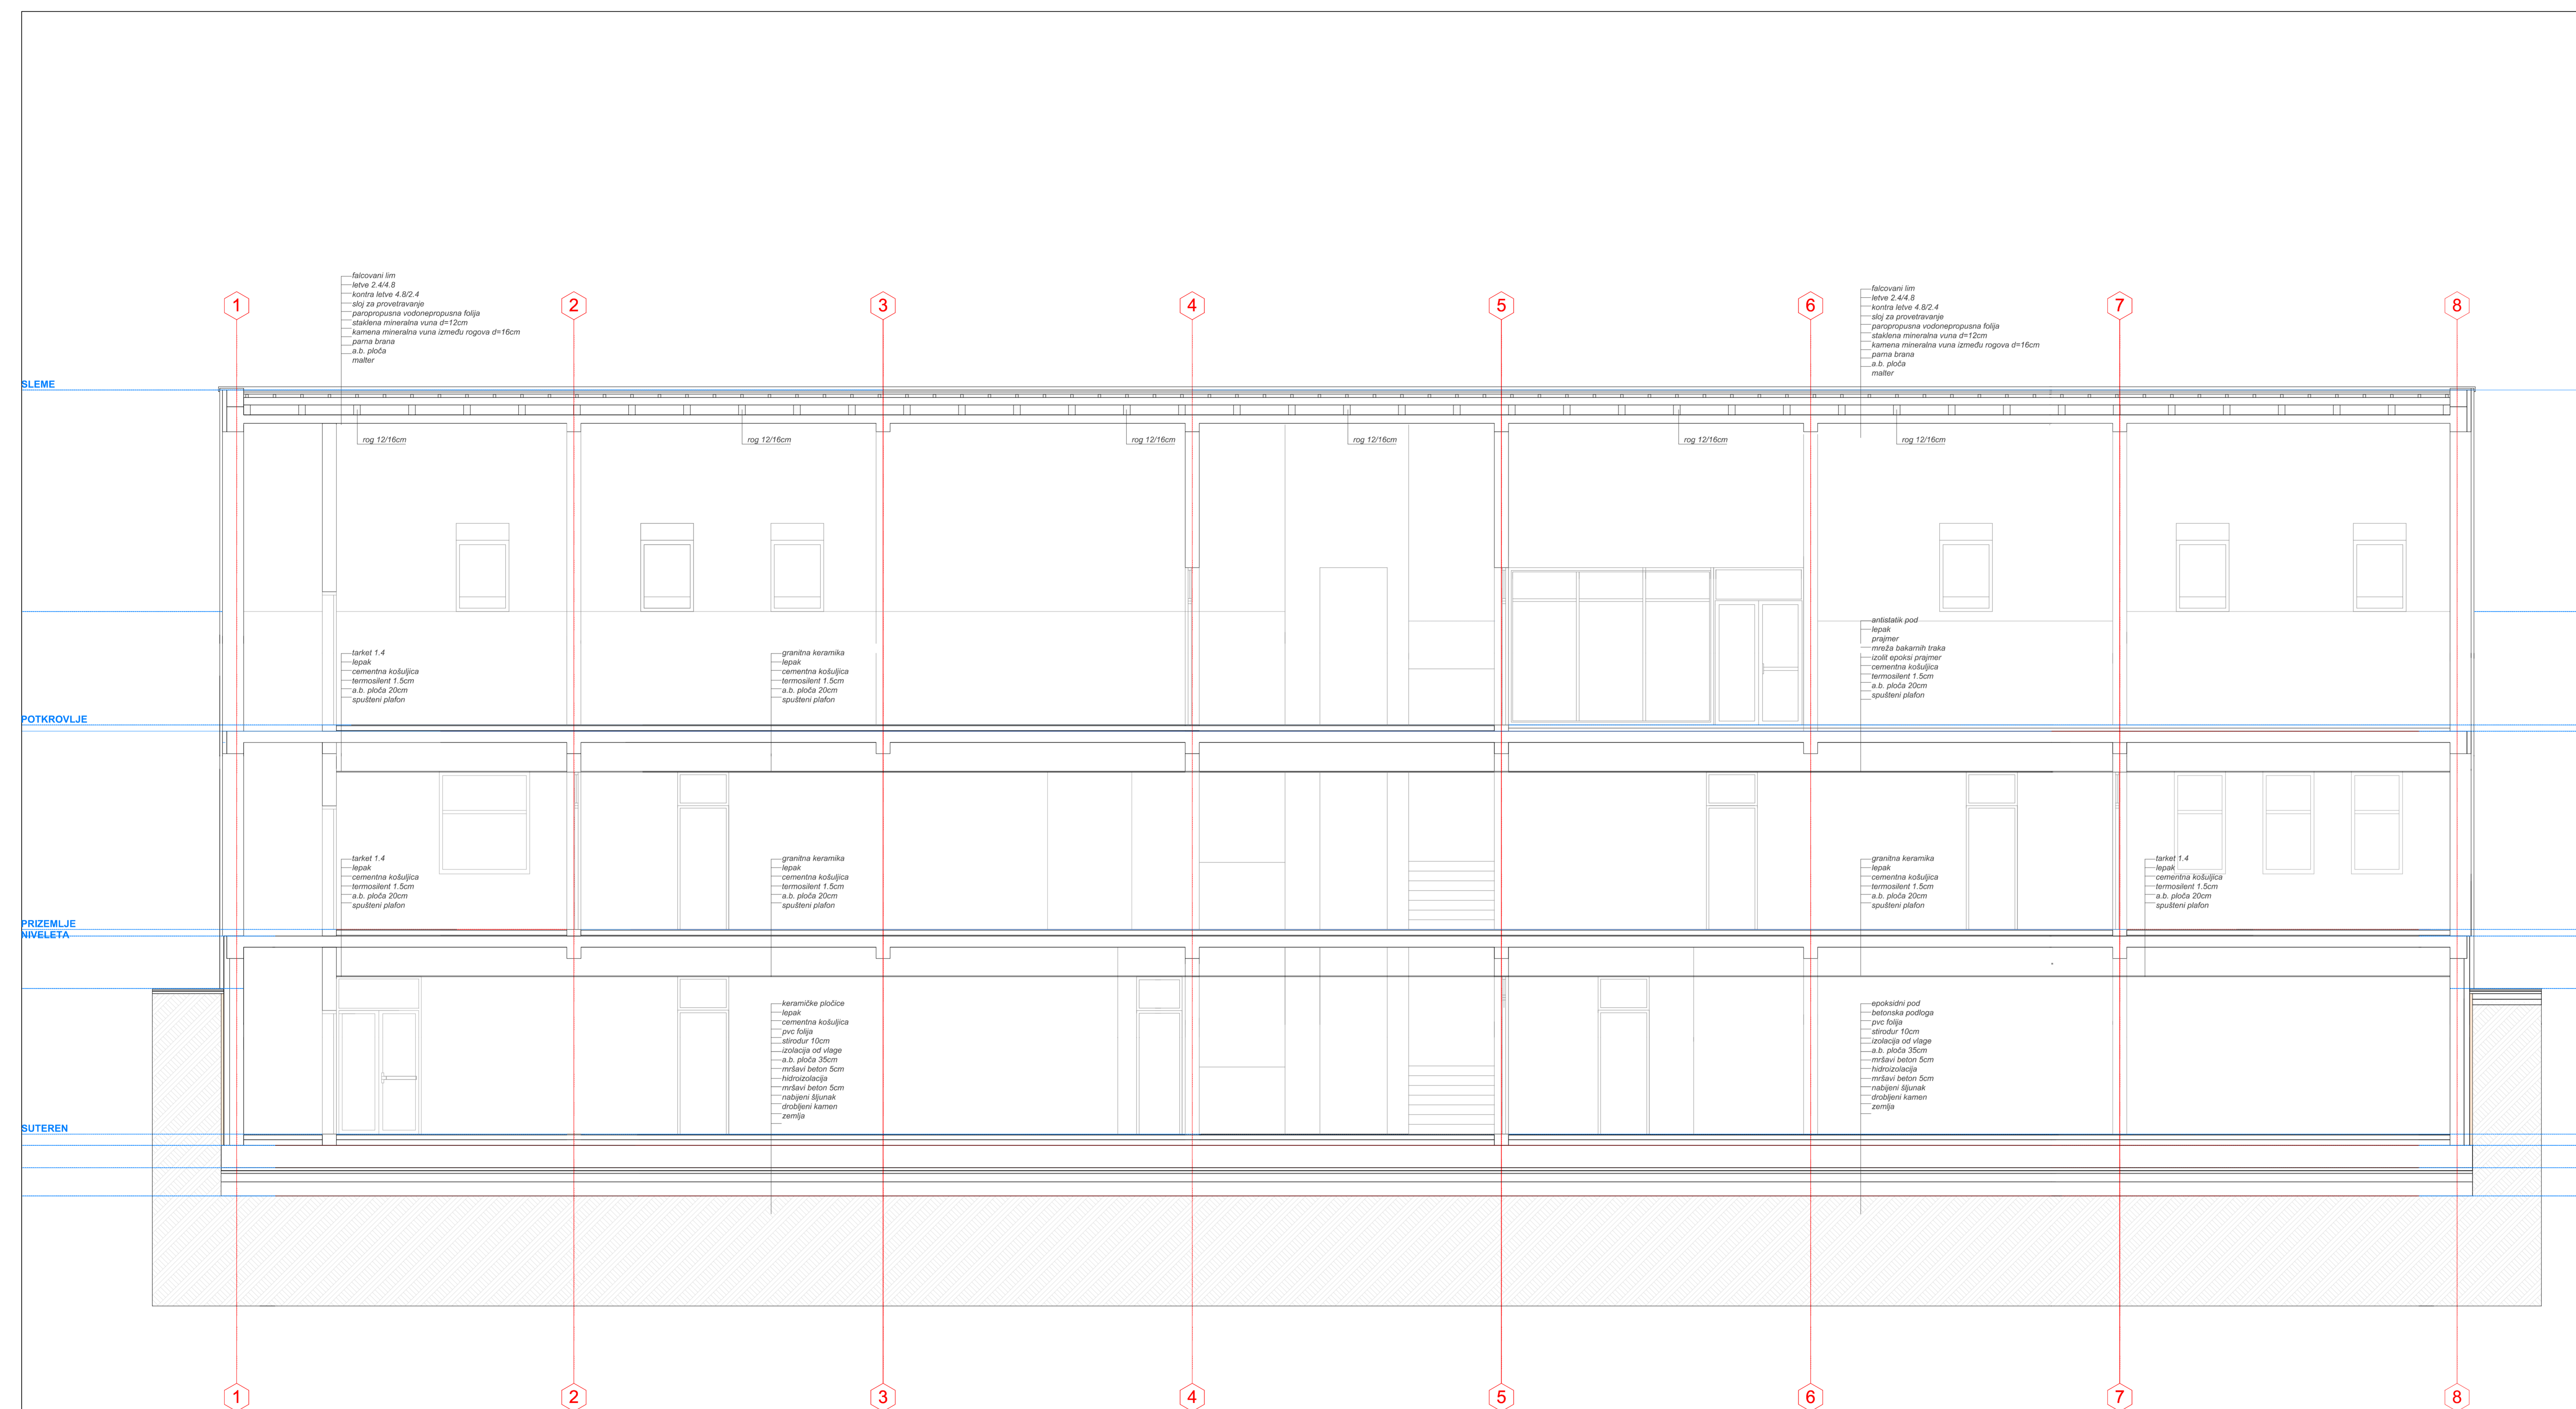 falcovani lim
letve 2.4/4.8
kontra letve 4.8/2.4
sloj za provetravanje
paropropusna vodonepropusna folija
staklena mineralna vuna d=12cm
kamena mineralna vuna između rogova d=16cm
parna brana
a.b. ploča
malter
falcovani lim
letve 2.4/4.8
kontra letve 4.8/2.4
sloj za provetravanje
paropropusna vodonepropusna folija
staklena mineralna vuna d=12cm
kamena mineralna vuna između rogova d=16cm
parna brana
a.b. ploča
malter
1
2
3
4
5
6
7
8
SLEME
rog 12/16cm
rog 12/16cm
rog 12/16cm
rog 12/16cm
rog 12/16cm
rog 12/16cm
tarket 1.4
lepak
cementna košuljica
termosilent 1.5cm
a.b. ploča 20cm
spušteni plafon
granitna keramika
lepak
cementna košuljica
termosilent 1.5cm
a.b. ploča 20cm
spušteni plafon
antistatik pod
lepak
prajmer
mreža bakarnih traka
izolit epoksi prajmer
cementna košuljica
termosilent 1.5cm
a.b. ploča 20cm
spušteni plafon
POTKROVLJE
tarket 1.4
lepak
cementna košuljica
termosilent 1.5cm
a.b. ploča 20cm
spušteni plafon
granitna keramika
lepak
cementna košuljica
termosilent 1.5cm
a.b. ploča 20cm
spušteni plafon
granitna keramika
lepak
cementna košuljica
termosilent 1.5cm
a.b. ploča 20cm
spušteni plafon
tarket 1.4
lepak
cementna košuljica
termosilent 1.5cm
a.b. ploča 20cm
spušteni plafon
PRIZEMLJE
NIVELETA
keramičke pločice
lepak
cementna košuljica
pvc folija
stirodur 10cm
izolacija od vlage
a.b. ploča 35cm
mršavi beton 5cm
hidroizolacija
mršavi beton 5cm
nabijeni šljunak
drobljeni kamen
zemlja
epoksidni pod
betonska podloga
pvc folija
stirodur 10cm
izolacija od vlage
a.b. ploča 35cm
mršavi beton 5cm
hidroizolacija
mršavi beton 5cm
nabijeni šljunak
drobljeni kamen
zemlja
SUTEREN
1
2
3
4
5
6
7
8